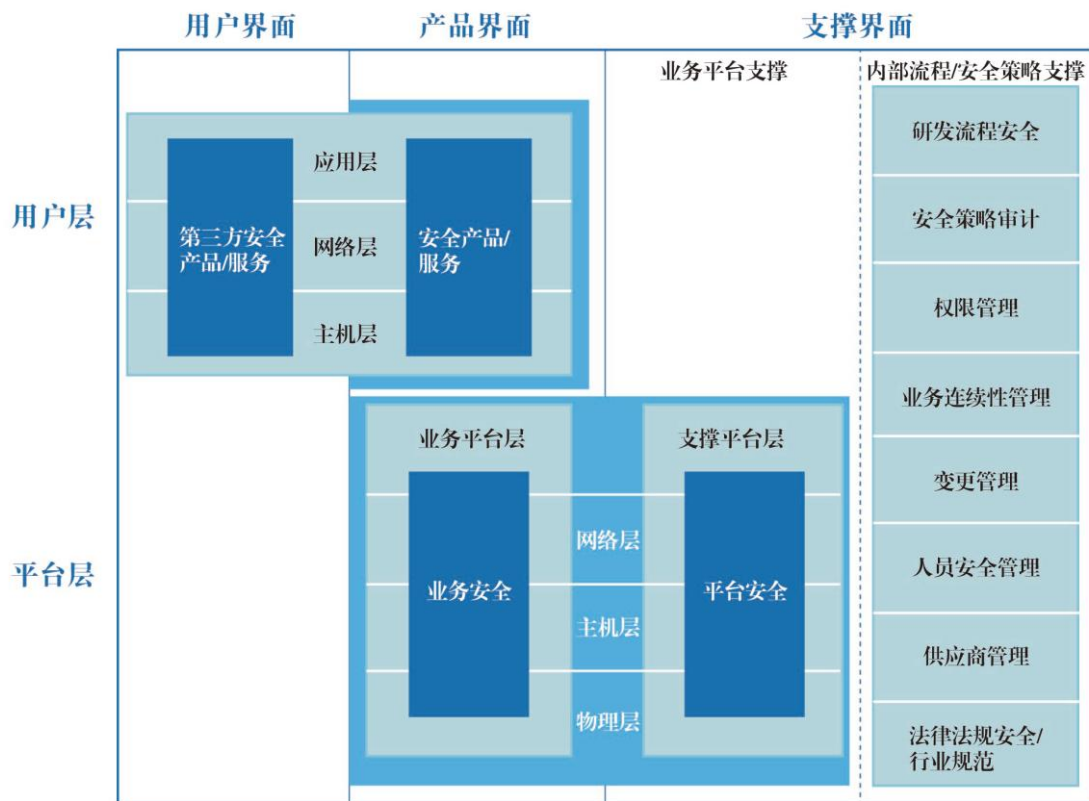 用户界面
产品界面
支撑界面
业务平台支撑
内部流程/安全策略支撑
用户层
应用层
第三方安全
产品/服务
网络层
安全产品/
服务
主机层
平台层
业务平台层
支撑平台层
网络层
业务安全
平台安全
主机层
物理层
研发流程安全
安全策略审计
权限管理
业务连续性管理
变更管理
人员安全管理
供应商管理
法律法规安全/
行业规范